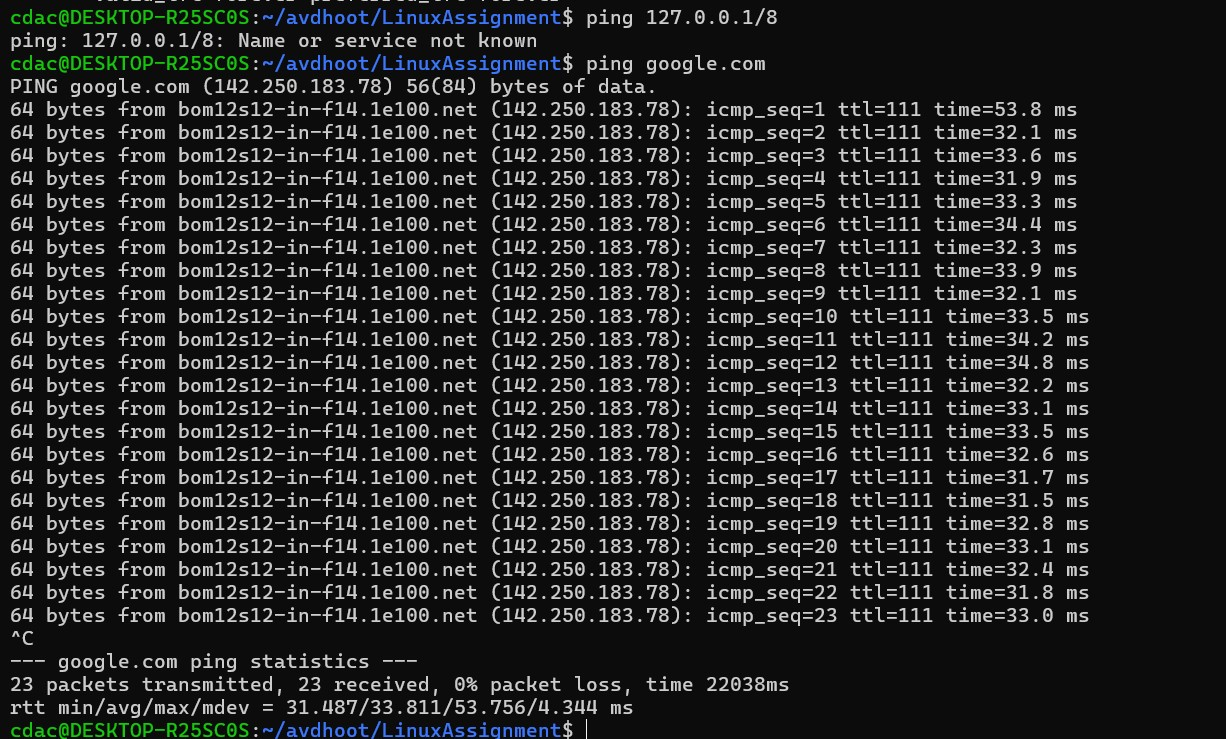 cdac@DESKTOP-R25SC0S:~/avdhoot/LinuxAssignment$ ping 127.0.0.1/8
ping: 127.0.0.1/8: Name or service not known
cdac@DESKTOP-R25SC0S:~/avdhoot/LinuxAssignment$ ping google.com
PING google.com (142.250.183.78) 56(84) bytes of data.
64 bytes from bom12s12-in-f14.1e100.net (142.250.183.78): icmp_seq=1 ttl=111 time=53.8 ms
64 bytes from bom12s12-in-f14.1e100.net (142.250.183.78): icmp_seq=2 ttl=111 time=32.1 ms
64 bytes from bom12s12-in-f14.1e100.net (142.250.183.78): icmp_seq=3 ttl=111 time=33.6 ms
64 bytes from bom12s12-in-f14.1e100.net (142.250.183.78): icmp_seq=4 ttl=111 time=31.9 ms
64 bytes from bom12s12-in-f14.1e100.net (142.250.183.78): icmp_seq=5 ttl=111 time=33.3 ms
64 bytes from bom12s12-in-f14.1e100.net (142.250.183.78): icmp_seq=6 ttl=111 time=34.4 ms
64 bytes from bom12s12-in-f14.1e100.net (142.250.183.78): icmp_seq=7 ttl=111 time=32.3 ms
64 bytes from bom12s12-in-f14.1e100.net (142.250.183.78): icmp_seq=8 ttl=111 time=33.9 ms
64 bytes from bom12s12-in-f14.1e100.net (142.250.183.78): icmp_seq=9 ttl=111 time=32.1 ms
64 bytes from bom12s12-in-f14.1e100.net (142.250.183.78): icmp_seq=10 ttl=111 time=33.5 ms
64 bytes from bom12s12-in-f14.1e100.net (142.250.183.78): icmp_seq=11 ttl=111 time=34.2 ms
64 bytes from bom12s12-in-f14.1e100.net (142.250.183.78): icmp_seq=12 ttl=111 time=34.8 ms
64 bytes from bom12s12-in-f14.1e100.net (142.250.183.78): icmp_seq=13 ttl=111 time=32.2 ms
64 bytes from bom12s12-in-f14.1e100.net (142.250.183.78): icmp_seq=14 ttl=111 time=33.1 ms
64 bytes from bom12s12-in-f14.1e100.net (142.250.183.78): icmp_seq=15 ttl=111 time=33.5 ms
64 bytes from bom12s12-in-f14.1e100.net (142.250.183.78): icmp_seq=16 ttl=111 time=32.6 ms
64 bytes from bom12s12-in-f14.1e100.net (142.250.183.78): icmp_seq=17 ttl=111 time=31.7 ms
64 bytes from bom12s12-in-f14.1e100.net (142.250.183.78): icmp_seq=18 ttl=111 time=31.5 ms
64 bytes from bom12s12-in-f14.1e100.net (142.250.183.78): icmp_seq=19 ttl=111 time=32.8 ms
64 bytes from bom12s12-in-f14.1e100.net (142.250.183.78): icmp_seq=20 ttl=111 time=33.1 ms
64 bytes from bom12s12-in-f14.1e100.net (142.250.183.78): icmp_seq=21 ttl=111 time=32.4 ms
64 bytes from bom12s12-in-f14.1e100.net (142.250.183.78): icmp_seq=22 ttl=111 time=31.8 ms
64 bytes from bom12s12-in-f14.1e100.net (142.250.183.78): icmp_seq=23 ttl=111 time=33.0 ms
^C
--- google.com ping statistics ---
23 packets transmitted, 23 received, 0% packet loss, time 22038ms
rtt min/avg/max/mdev = 31.487/33.811/53.756/4.344 ms
cdac@DESKTOP-R25SC0S:~/avdhoot/LinuxAssignment$